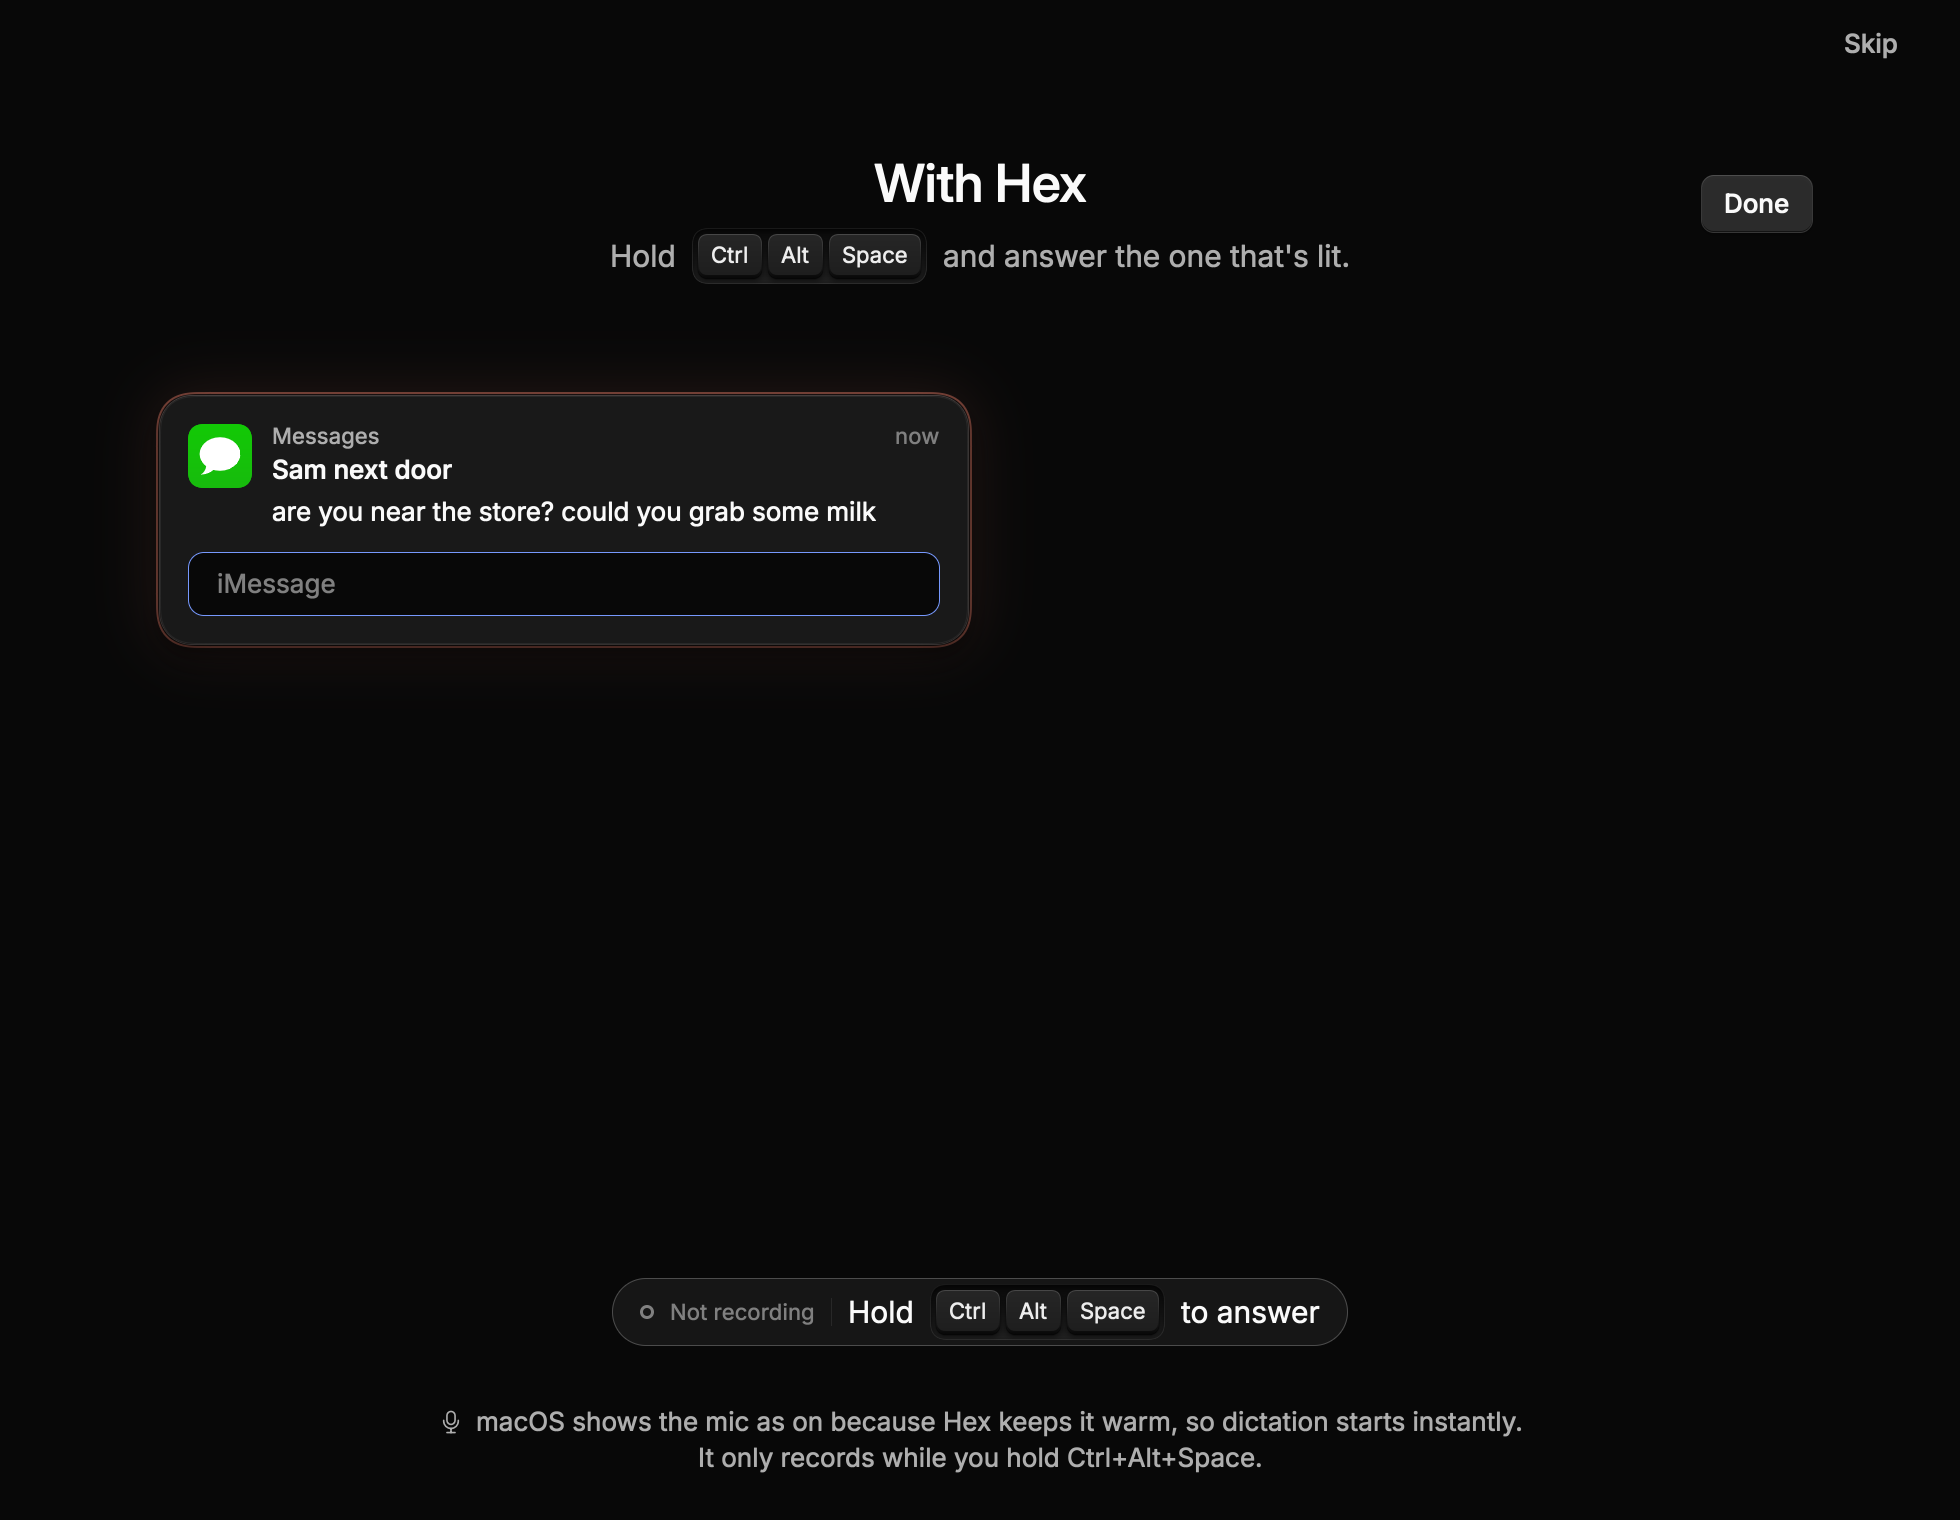 Skip
With Hex
Done
Hold Ctrl Alt Space and answer the one that's lit.
Messages now
Sam next door
are you near the store? could you grab some milk
iMessage
Not recording Hold Ctrl Alt Space to answer
macOS shows the mic as on because Hex keeps it warm, so dictation starts instantly.
It only records while you hold Ctrl+Alt+Space.